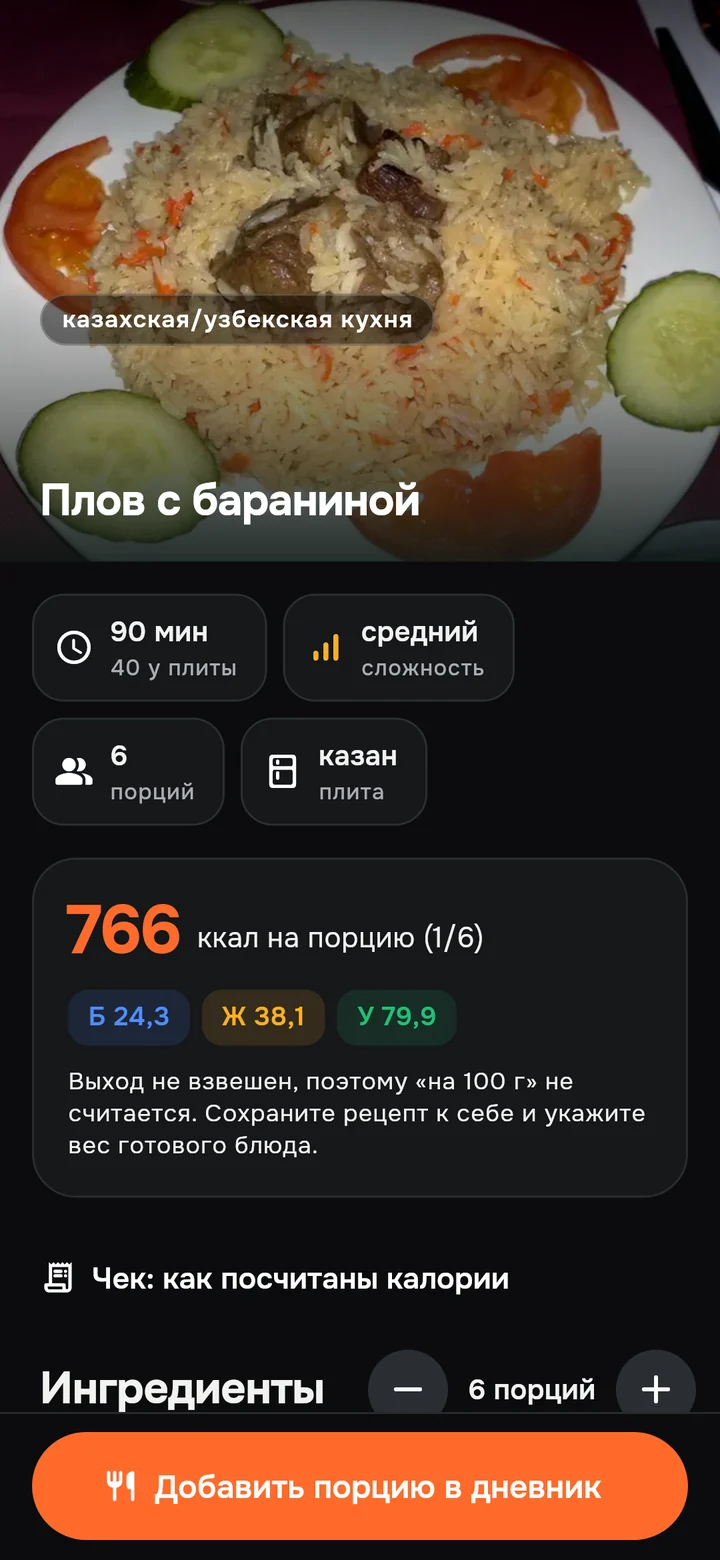 казахская/узбекская кухня
Плов с бараниной
90 мин
40 у плиты
средний
сложность
6
порций
казан
плита
766 ккал на порцию (1/6)
Б 24,3
Ж 38,1
У 79,9
Выход не взвешен, поэтому «на 100 г» не
считается. Сохраните рецепт к себе и укажите
вес готового блюда.
Чек: как посчитаны калории
Ингредиенты
6 порций
Добавить порцию в дневник